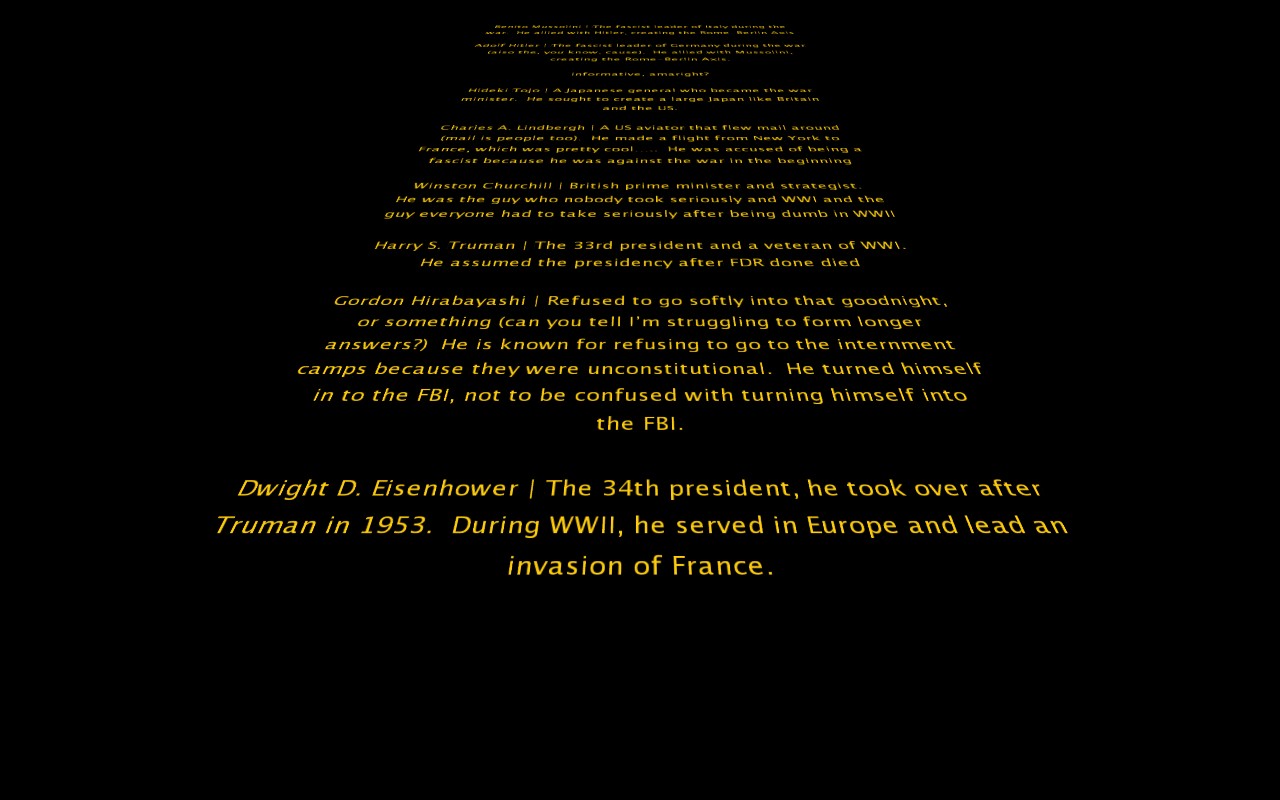 Benito Mussolini | The fascist leader of Italy during the
war.  He allied with Hitler, creating the Rome-Berlin Axis
Adolf Hitler | The fascist leader of Germany during the war
(also the, you know, cause).  He allied with Mussolini,
creating the Rome-Berlin Axis.
informative, amaright?
Hideki Tojo | A Japanese general who became the war
minister.  He sought to create a large Japan like Britain
and the US.
Charles A. Lindbergh | A US aviator that flew mail around
(mail is people too).  He made a flight from New York to
France, which was pretty cool.....  He was accused of being a
fascist because he was against the war in the beginning
Winston Churchill | British prime minister and strategist.
He was the guy who nobody took seriously and WWI and the
guy everyone had to take seriously after being dumb in WWII
Harry S. Truman | The 33rd president and a veteran of WWI.
He assumed the presidency after FDR done died
Gordon Hirabayashi | Refused to go softly into that goodnight,
or something (can you tell I'm struggling to form longer
answers?)  He is known for refusing to go to the internment
camps because they were unconstitutional.  He turned himself
in to the FBI, not to be confused with turning himself into
the FBI.
Dwight D. Eisenhower | The 34th president, he took over after
Truman in 1953.  During WWII, he served in Europe and lead an
invasion of France.